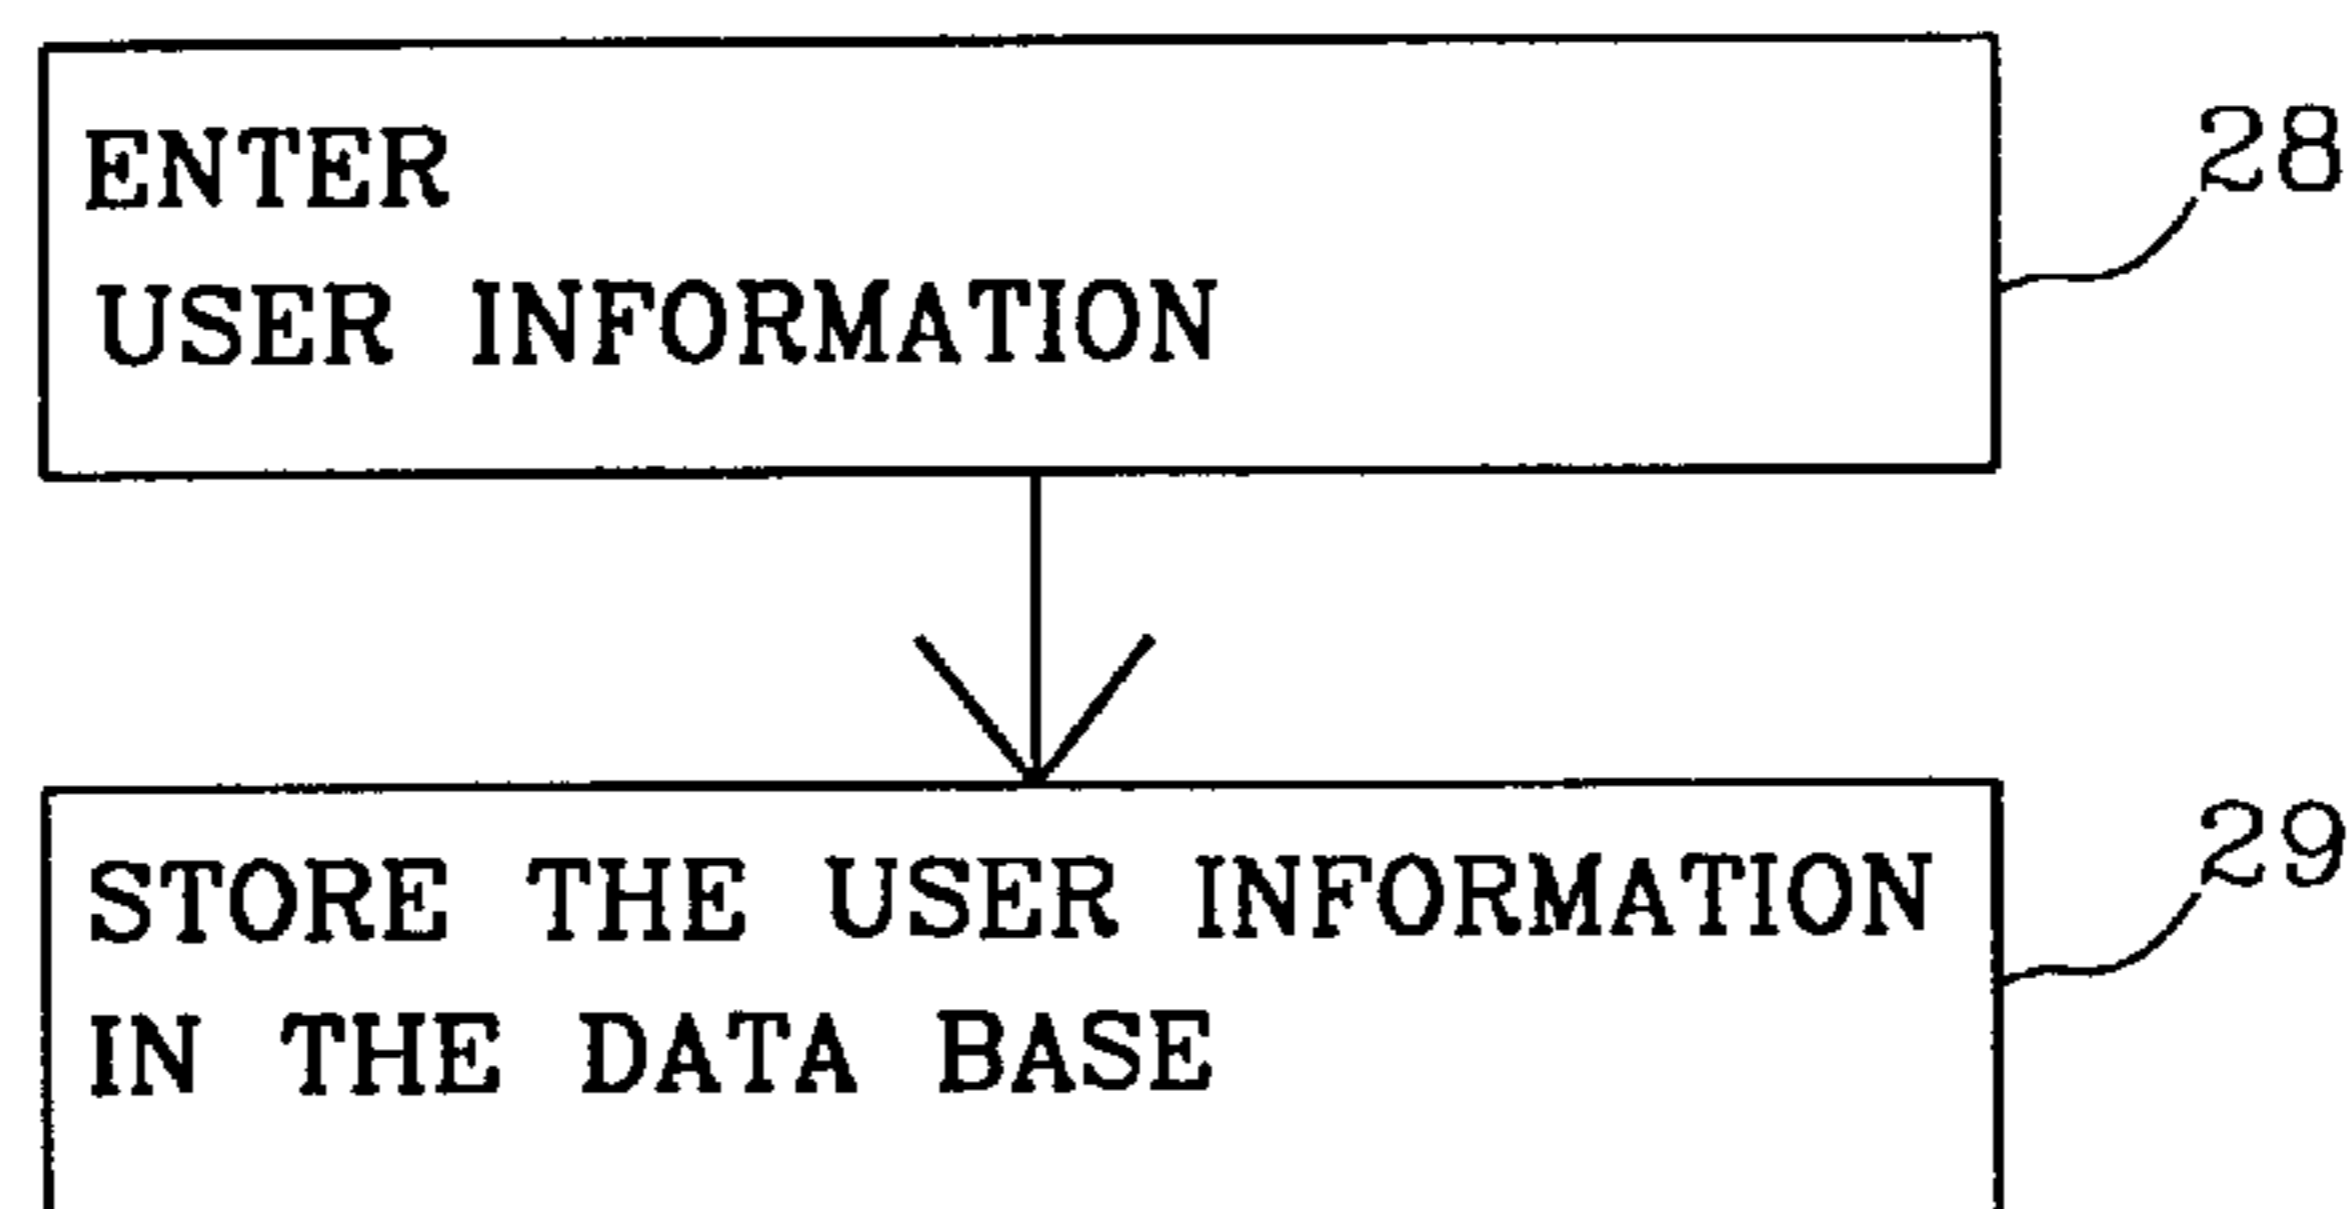 ENTER
USER INFORMATION
28
STORE THE USER INFORMATION
IN THE DATA BASE
29